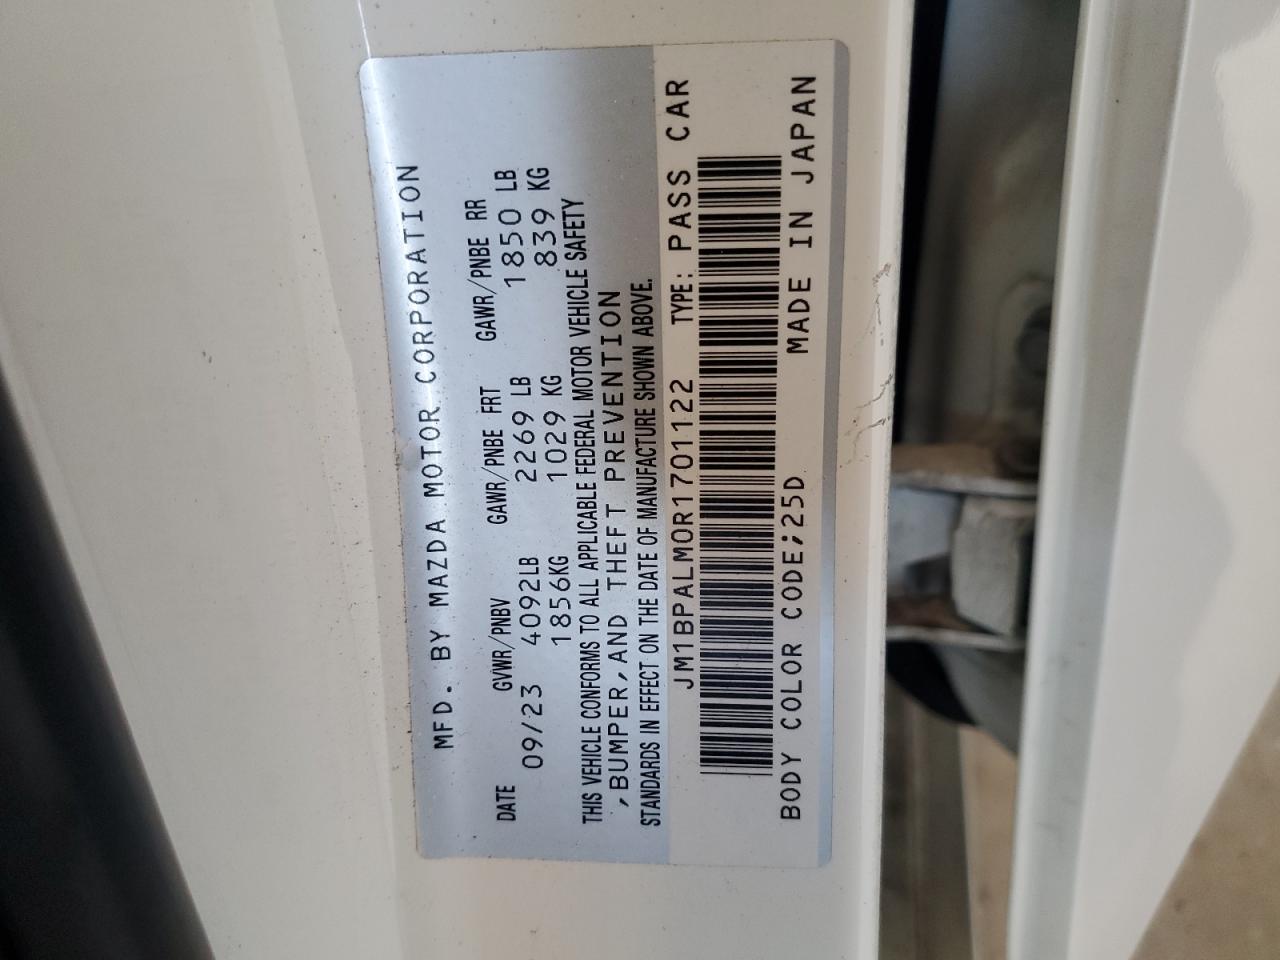 MFD. BY MAZDA MOTOR CORPORATION
DATE GVWR/PNBV GAWR/PNBE FRT GAWR/PNBE RR
09/23 4092LB 2269 LB 1850 LB
1856KG 1029 KG 839 KG
THIS VEHICLE CONFORMS TO ALL APPLICABLE FEDERAL MOTOR VEHICLE SAFETY
,BUMPER,AND THEFT PREVENTION
STANDARDS IN EFFECT ON THE DATE OF MANUFACTURE SHOWN ABOVE.
JM1BPALM0R1701122 TYPE: PASS CAR
BODY COLOR CODE;25D MADE IN JAPAN